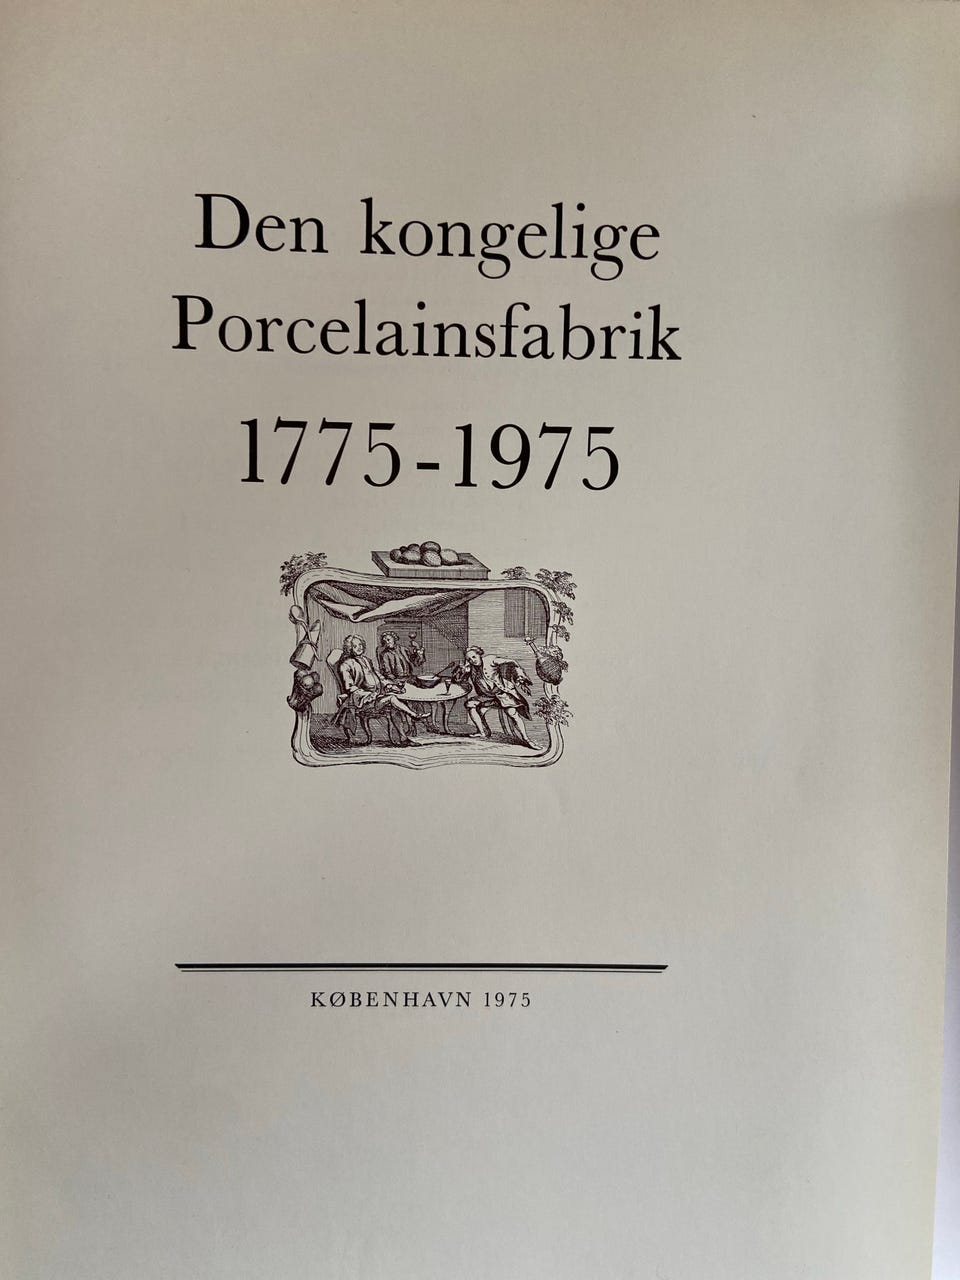 Den kongelige
Porcelainsfabrik
1775-1975
KØBENHAVN 1975